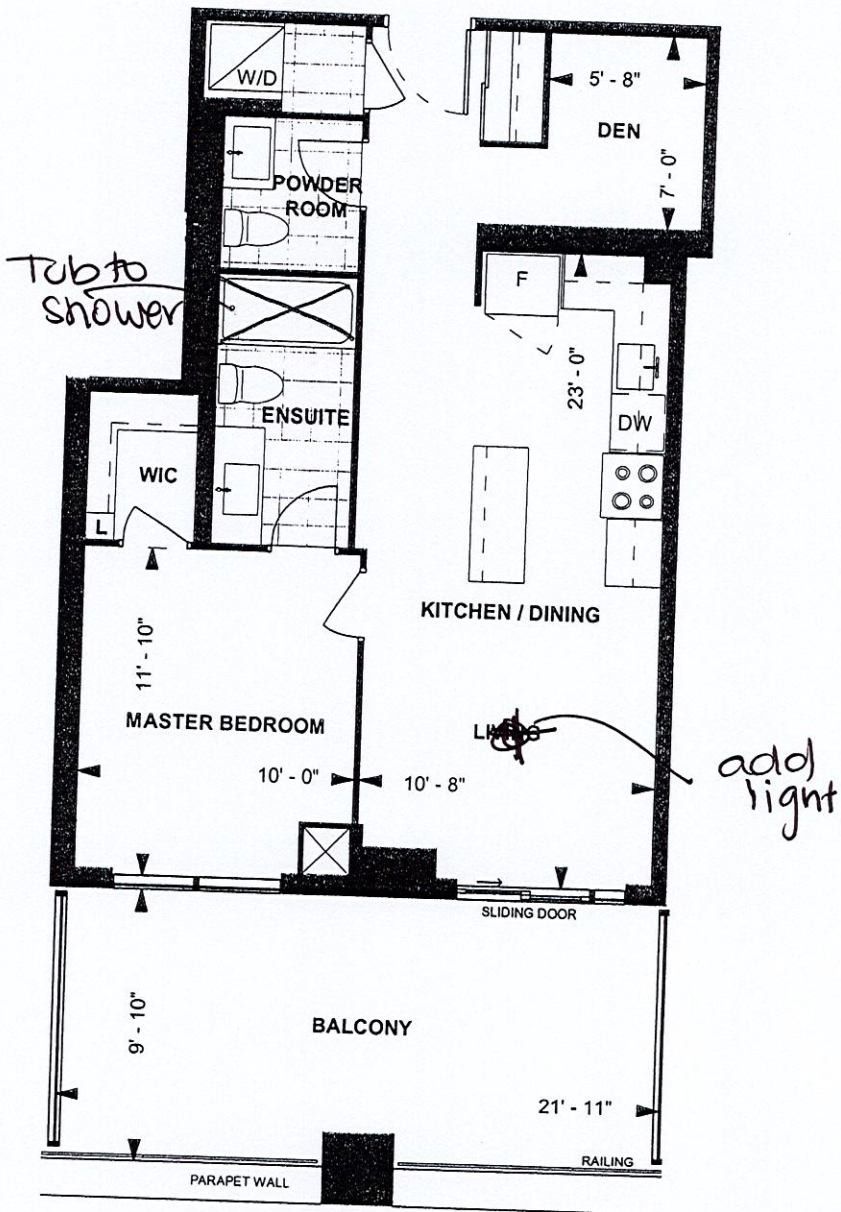 W/D
5' - 8"
DEN
7' - 0"
POWDER
ROOM
Tub to
shower
F
23' - 0"
ENSUITE
DW
WIC
L
KITCHEN / DINING
11' - 10"
MASTER BEDROOM
LIVING
add
light
10' - 0"
10' - 8"
SLIDING DOOR
9' - 10"
BALCONY
21' - 11"
RAILING
PARAPET WALL